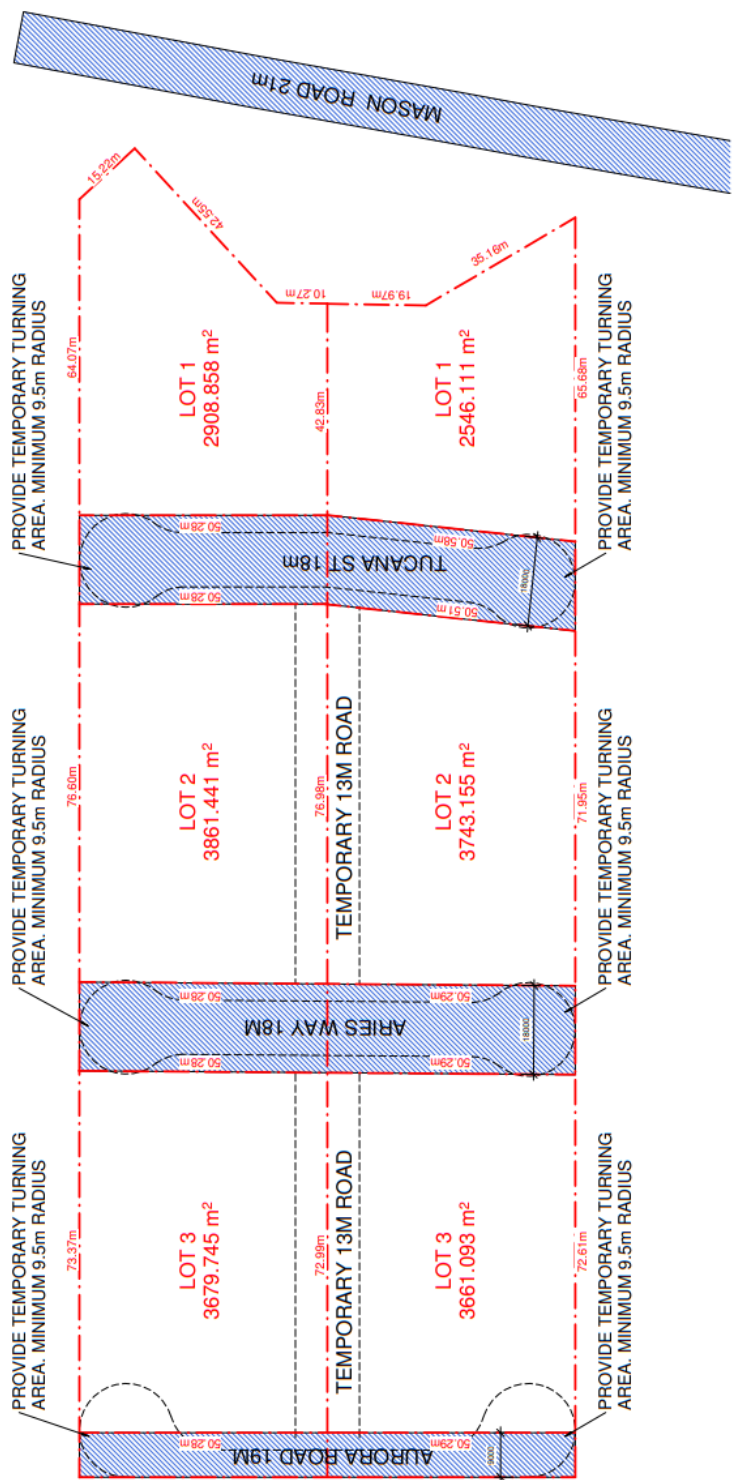 MASON ROAD 21m
15.22m
42.55m
10.27m
19.97m
35.16m
PROVIDE TEMPORARY TURNING
AREA. MINIMUM 9.5m RADIUS
64.07m
LOT 1
2908.858 m²
42.83m
LOT 1
2546.111 m²
65.68m
PROVIDE TEMPORARY TURNING
AREA. MINIMUM 9.5m RADIUS
50.28m
50.58m
TUCANA ST 18m
18000
50.28m
50.51m
PROVIDE TEMPORARY TURNING
AREA. MINIMUM 9.5m RADIUS
76.60m
LOT 2
3861.441 m²
76.98m
TEMPORARY 13M ROAD
LOT 2
3743.155 m²
71.95m
PROVIDE TEMPORARY TURNING
AREA. MINIMUM 9.5m RADIUS
50.28m
50.29m
ARIES WAY 18M
18000
50.28m
50.29m
PROVIDE TEMPORARY TURNING
AREA. MINIMUM 9.5m RADIUS
73.37m
LOT 3
3679.745 m²
72.99m
TEMPORARY 13M ROAD
LOT 3
3661.093 m²
72.61m
PROVIDE TEMPORARY TURNING
AREA. MINIMUM 9.5m RADIUS
50.28m
50.29m
AURORA ROAD 19M
9000